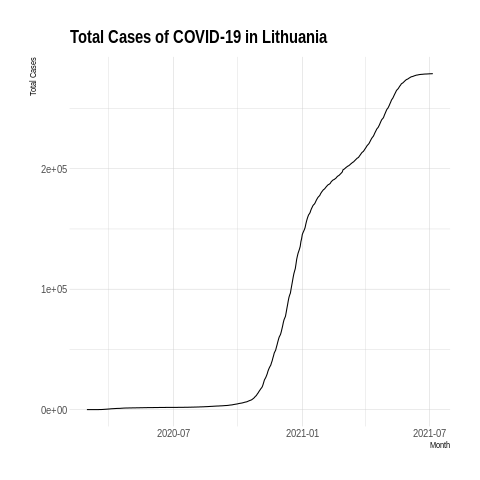 Total Cases of COVID-19 in Lithuania
Total Cases
2e+05
1e+05
0e+00
2020-07
2021-01
2021-07
Month